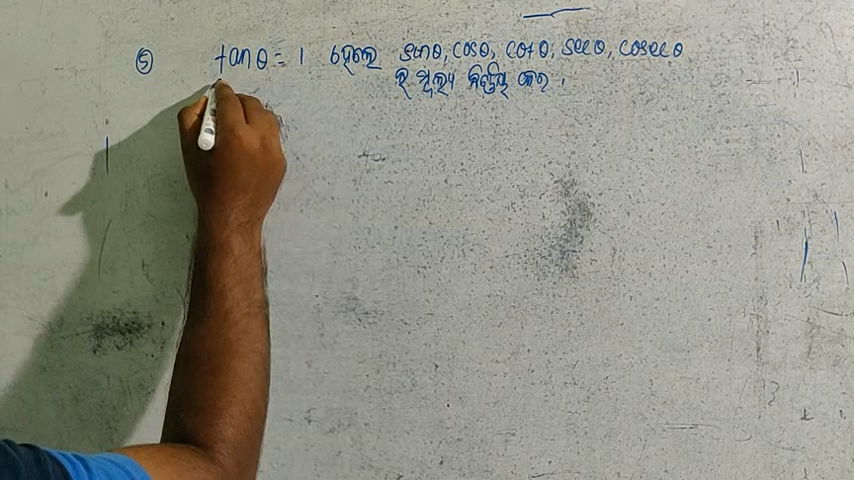 ⑤ tanθ = 1 ହେଲେ sinθ, cosθ, cotθ, secθ, cosecθ
ର ମୂଲ୍ୟ ନିର୍ଣ୍ଣୟ କର ।